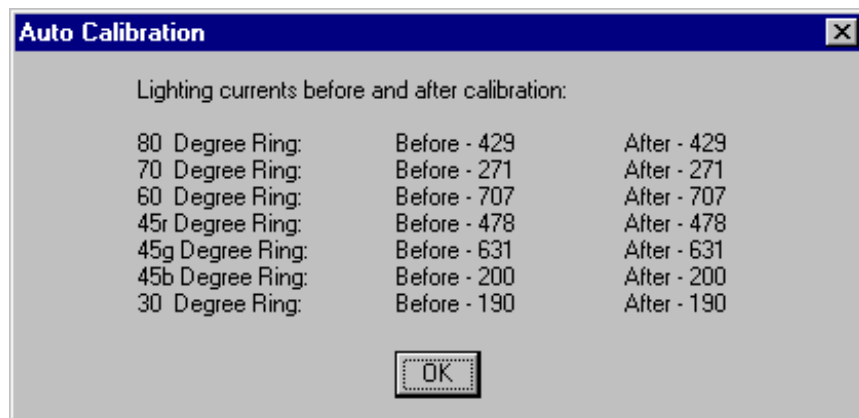 Auto Calibration
Lighting currents before and after calibration:
80 Degree Ring: Before - 429 After - 429
70 Degree Ring: Before - 271 After - 271
60 Degree Ring: Before - 707 After - 707
45r Degree Ring: Before - 478 After - 478
45g Degree Ring: Before - 631 After - 631
45b Degree Ring: Before - 200 After - 200
30 Degree Ring: Before - 190 After - 190
OK